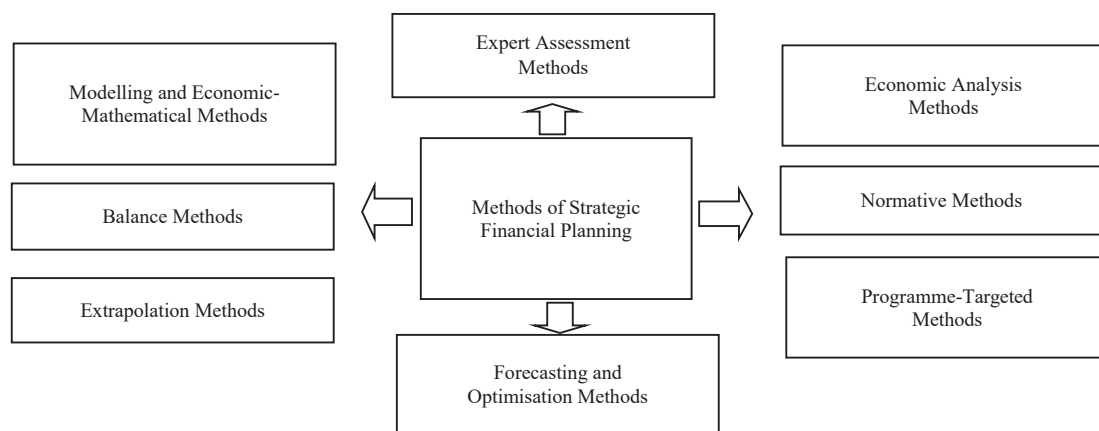 Expert Assessment
Methods
Modelling and Economic-
Mathematical Methods
Economic Analysis
Methods
Balance Methods
Methods of Strategic
Financial Planning
Normative Methods
Extrapolation Methods
Programme-Targeted
Methods
Forecasting and
Optimisation Methods